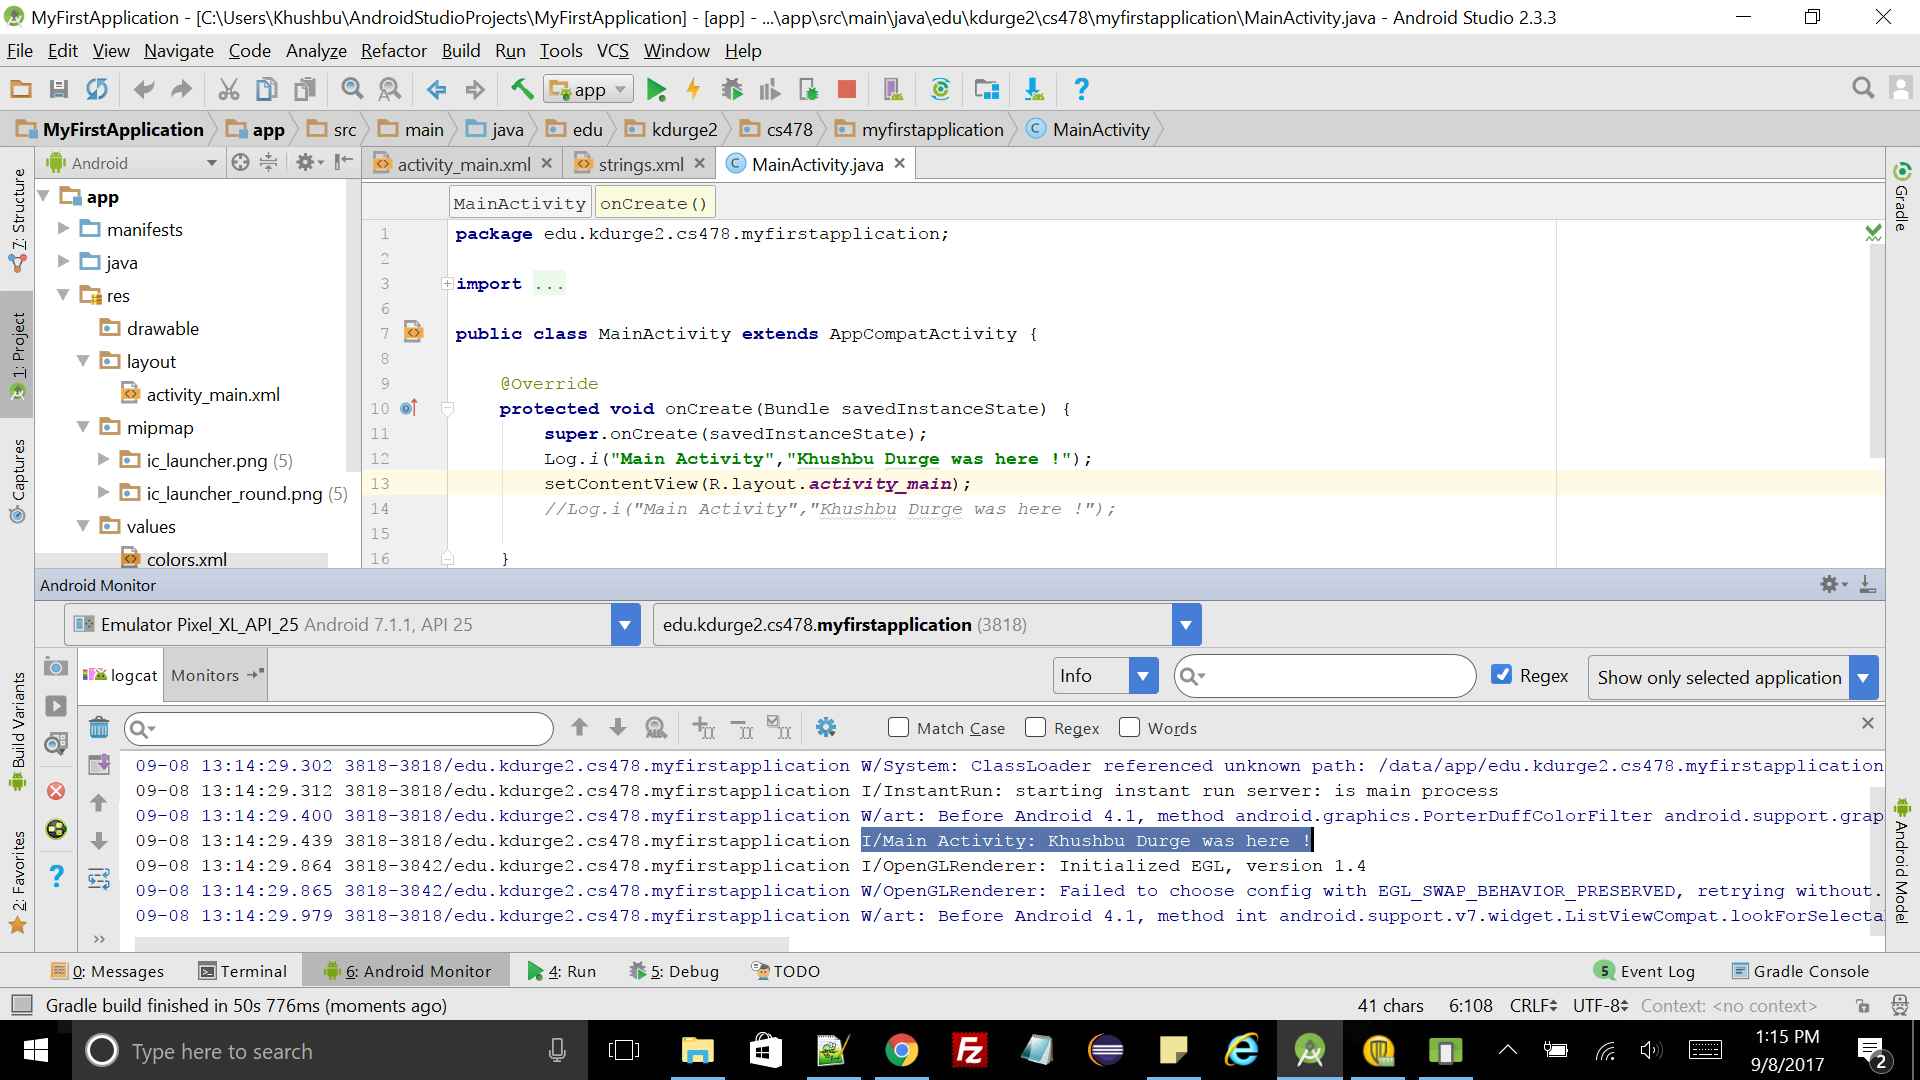 MyFirstApplication - [C:\Users\Khushbu\AndroidStudioProjects\MyFirstApplication] - [app] - ...\app\src\main\java\edu\kdurge2\cs478\myfirstapplication\MainActivity.java - Android Studio 2.3.3
File Edit View Navigate Code Analyze Refactor Build Run Tools VCS Window Help
app
MyFirstApplication app src main java edu kdurge2 cs478 myfirstapplication MainActivity
Android
activity_main.xml strings.xml MainActivity.java
7: Structure
1: Project
Captures
Build Variants
2: Favorites
Gradle
Android Model
app
manifests
java
res
drawable
layout
activity_main.xml
mipmap
ic_launcher.png (5)
ic_launcher_round.png (5)
values
colors.xml
MainActivity onCreate()
1 package edu.kdurge2.cs478.myfirstapplication;
2
3 import ...
6
7 public class MainActivity extends AppCompatActivity {
8
9 @Override
10 protected void onCreate(Bundle savedInstanceState) {
11 super.onCreate(savedInstanceState);
12 Log.i("Main Activity","Khushbu Durge was here !");
13 setContentView(R.layout.activity_main);
14 //Log.i("Main Activity","Khushbu Durge was here !");
15
16 }
Android Monitor
Emulator Pixel_XL_API_25 Android 7.1.1, API 25 edu.kdurge2.cs478.myfirstapplication (3818)
logcat Monitors Info Regex Show only selected application
Match Case Regex Words
09-08 13:14:29.302 3818-3818/edu.kdurge2.cs478.myfirstapplication W/System: ClassLoader referenced unknown path: /data/app/edu.kdurge2.cs478.myfirstapplication
09-08 13:14:29.312 3818-3818/edu.kdurge2.cs478.myfirstapplication I/InstantRun: starting instant run server: is main process
09-08 13:14:29.400 3818-3818/edu.kdurge2.cs478.myfirstapplication W/art: Before Android 4.1, method android.graphics.PorterDuffColorFilter android.support.grap
09-08 13:14:29.439 3818-3818/edu.kdurge2.cs478.myfirstapplication I/Main Activity: Khushbu Durge was here !
09-08 13:14:29.864 3818-3842/edu.kdurge2.cs478.myfirstapplication I/OpenGLRenderer: Initialized EGL, version 1.4
09-08 13:14:29.865 3818-3842/edu.kdurge2.cs478.myfirstapplication W/OpenGLRenderer: Failed to choose config with EGL_SWAP_BEHAVIOR_PRESERVED, retrying without.
09-08 13:14:29.979 3818-3818/edu.kdurge2.cs478.myfirstapplication W/art: Before Android 4.1, method int android.support.v7.widget.ListViewCompat.lookForSelecta
0: Messages Terminal 6: Android Monitor 4: Run 5: Debug TODO 5 Event Log Gradle Console
Gradle build finished in 50s 776ms (moments ago) 41 chars 6:108 CRLF UTF-8 Context: <no context>
Type here to search
1:15 PM
9/8/2017
2